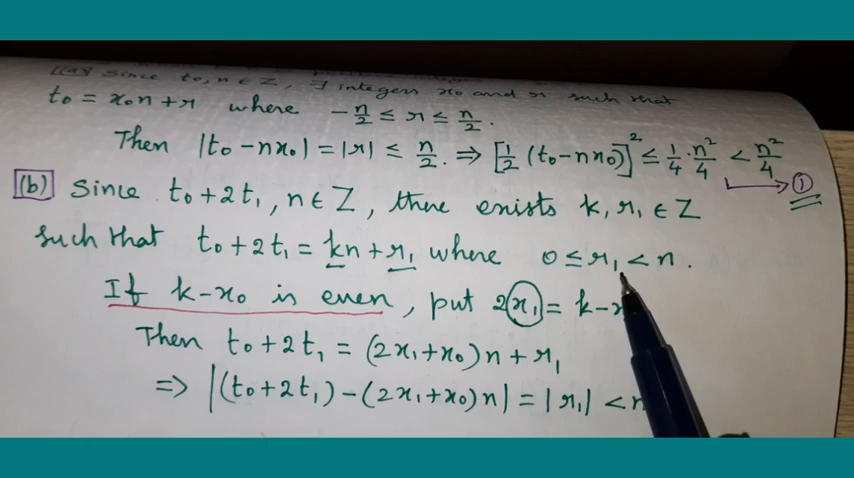 (a) Since t₀, n ∈ Z, ∃ integers x₀ and r such that
t₀ = x₀n + r where -n/2 ≤ r ≤ n/2.
Then |t₀ - nx₀| = |r| ≤ n/2. ⇒ [1/2 (t₀ - nx₀)]² ≤ 1/4 · n²/4 < n²/4
→ ①
(b) Since t₀ + 2t₁, n ∈ Z, there exists k, r₁ ∈ Z
such that t₀ + 2t₁ = kn + r₁ where 0 ≤ r₁ < n.
If k - x₀ is even, put 2x₁ = k -
Then t₀ + 2t₁ = (2x₁ + x₀)n + r₁
⇒ |(t₀ + 2t₁) - (2x₁ + x₀)n| = |r₁| < n